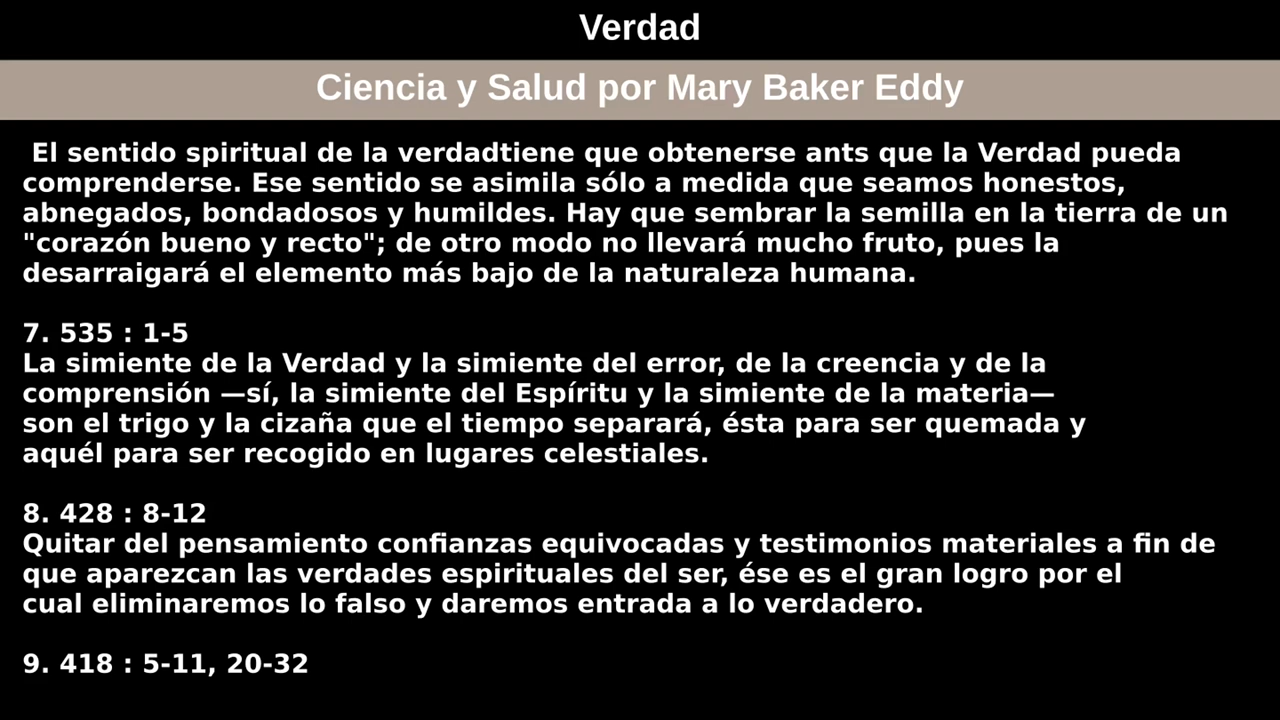 Verdad
Ciencia y Salud por Mary Baker Eddy
El sentido spiritual de la verdadtiene que obtenerse ants que la Verdad pueda
comprenderse. Ese sentido se asimila sólo a medida que seamos honestos,
abnegados, bondadosos y humildes. Hay que sembrar la semilla en la tierra de un
"corazón bueno y recto"; de otro modo no llevará mucho fruto, pues la
desarraigará el elemento más bajo de la naturaleza humana.
7. 535 : 1-5
La simiente de la Verdad y la simiente del error, de la creencia y de la
comprensión —sí, la simiente del Espíritu y la simiente de la materia—
son el trigo y la cizaña que el tiempo separará, ésta para ser quemada y
aquél para ser recogido en lugares celestiales.
8. 428 : 8-12
Quitar del pensamiento confianzas equivocadas y testimonios materiales a fin de
que aparezcan las verdades espirituales del ser, ése es el gran logro por el
cual eliminaremos lo falso y daremos entrada a lo verdadero.
9. 418 : 5-11, 20-32